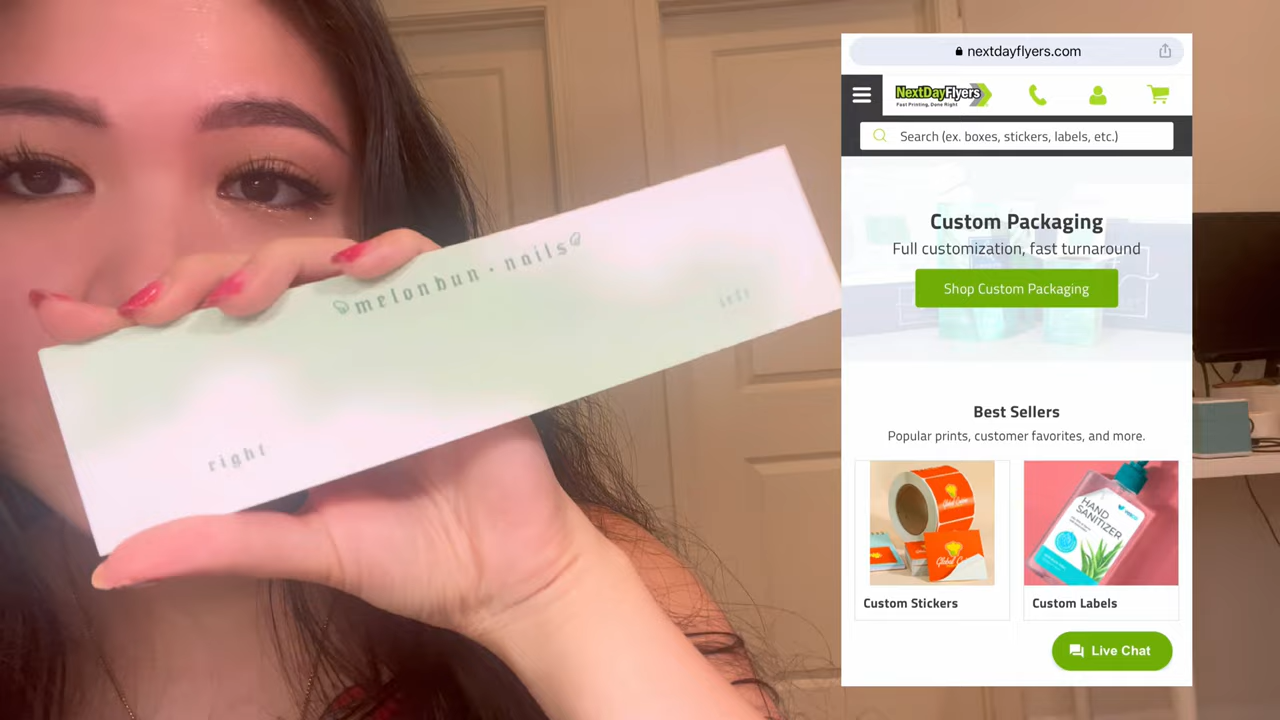 melonbun · nails
left
right
nextdayflyers.com
NextDayFlyers
Fast Printing, Done Right
Search (ex. boxes, stickers, labels, etc.)
Custom Packaging
Full customization, fast turnaround
Shop Custom Packaging
Best Sellers
Popular prints, customer favorites, and more.
HAND
SANITIZER
Custom Stickers
Custom Labels
Live Chat